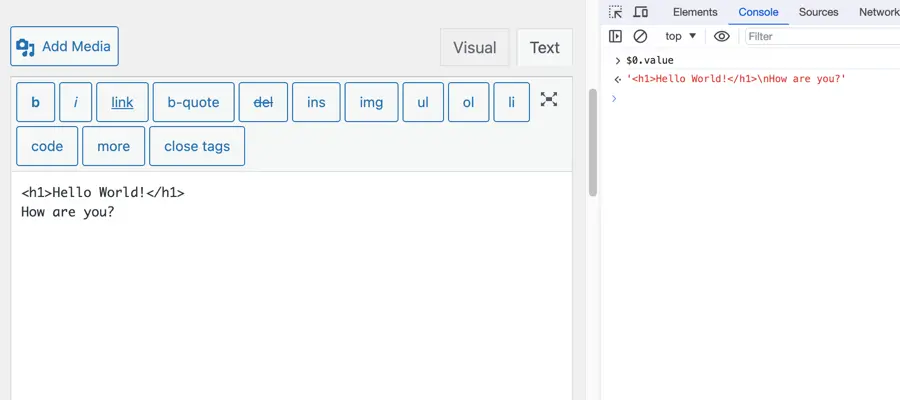 Add Media
Visual
Text
b
i
link
b-quote
del
ins
img
ul
ol
li
code
more
close tags
<h1>Hello World!</h1>
How are you?
Elements
Console
Sources
Network
top
Filter
> $0.value
'<h1>Hello World!</h1>\nHow are you?'